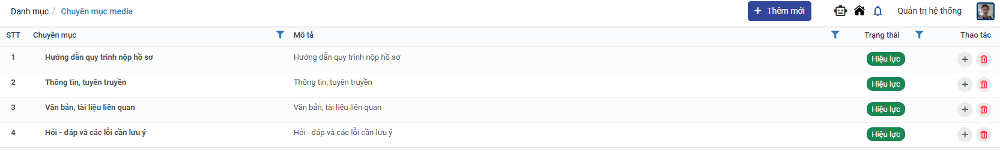 Danh mục / Chuyên mục media + Thêm mới Quản trị hệ thống
STT Chuyên mục Mô tả Trạng thái Thao tác
1 Hướng dẫn quy trình nộp hồ sơ Hướng dẫn quy trình nộp hồ sơ Hiệu lực
2 Thông tin, tuyên truyền Thông tin, tuyên truyền Hiệu lực
3 Văn bản, tài liệu liên quan Văn bản, tài liệu liên quan Hiệu lực
4 Hỏi - đáp và các lỗi cần lưu ý Hỏi - đáp và các lỗi cần lưu ý Hiệu lực